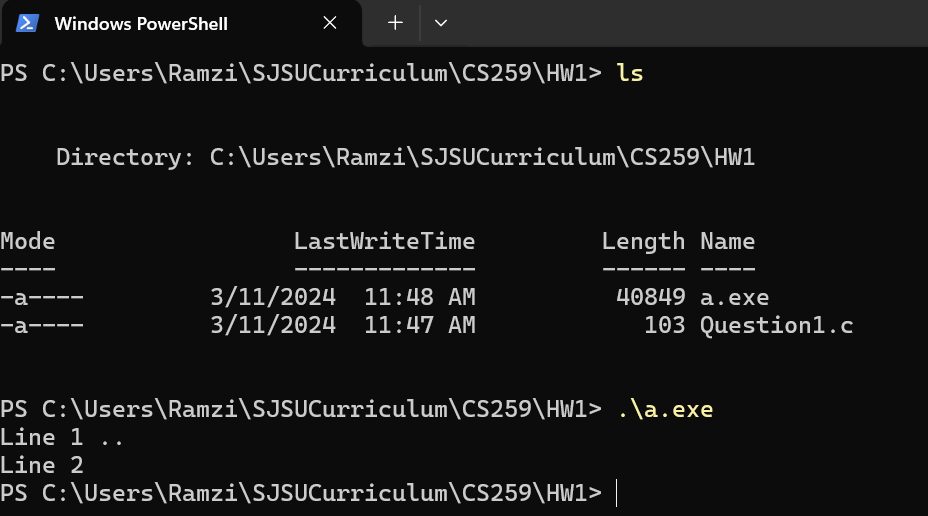 Windows PowerShell
PS C:\Users\Ramzi\SJSUCurriculum\CS259\HW1> ls
Directory: C:\Users\Ramzi\SJSUCurriculum\CS259\HW1
Mode                 LastWriteTime         Length Name
----                 -------------         ------ ----
-a----         3/11/2024  11:48 AM          40849 a.exe
-a----         3/11/2024  11:47 AM            103 Question1.c
PS C:\Users\Ramzi\SJSUCurriculum\CS259\HW1> .\a.exe
Line 1 ..
Line 2
PS C:\Users\Ramzi\SJSUCurriculum\CS259\HW1>